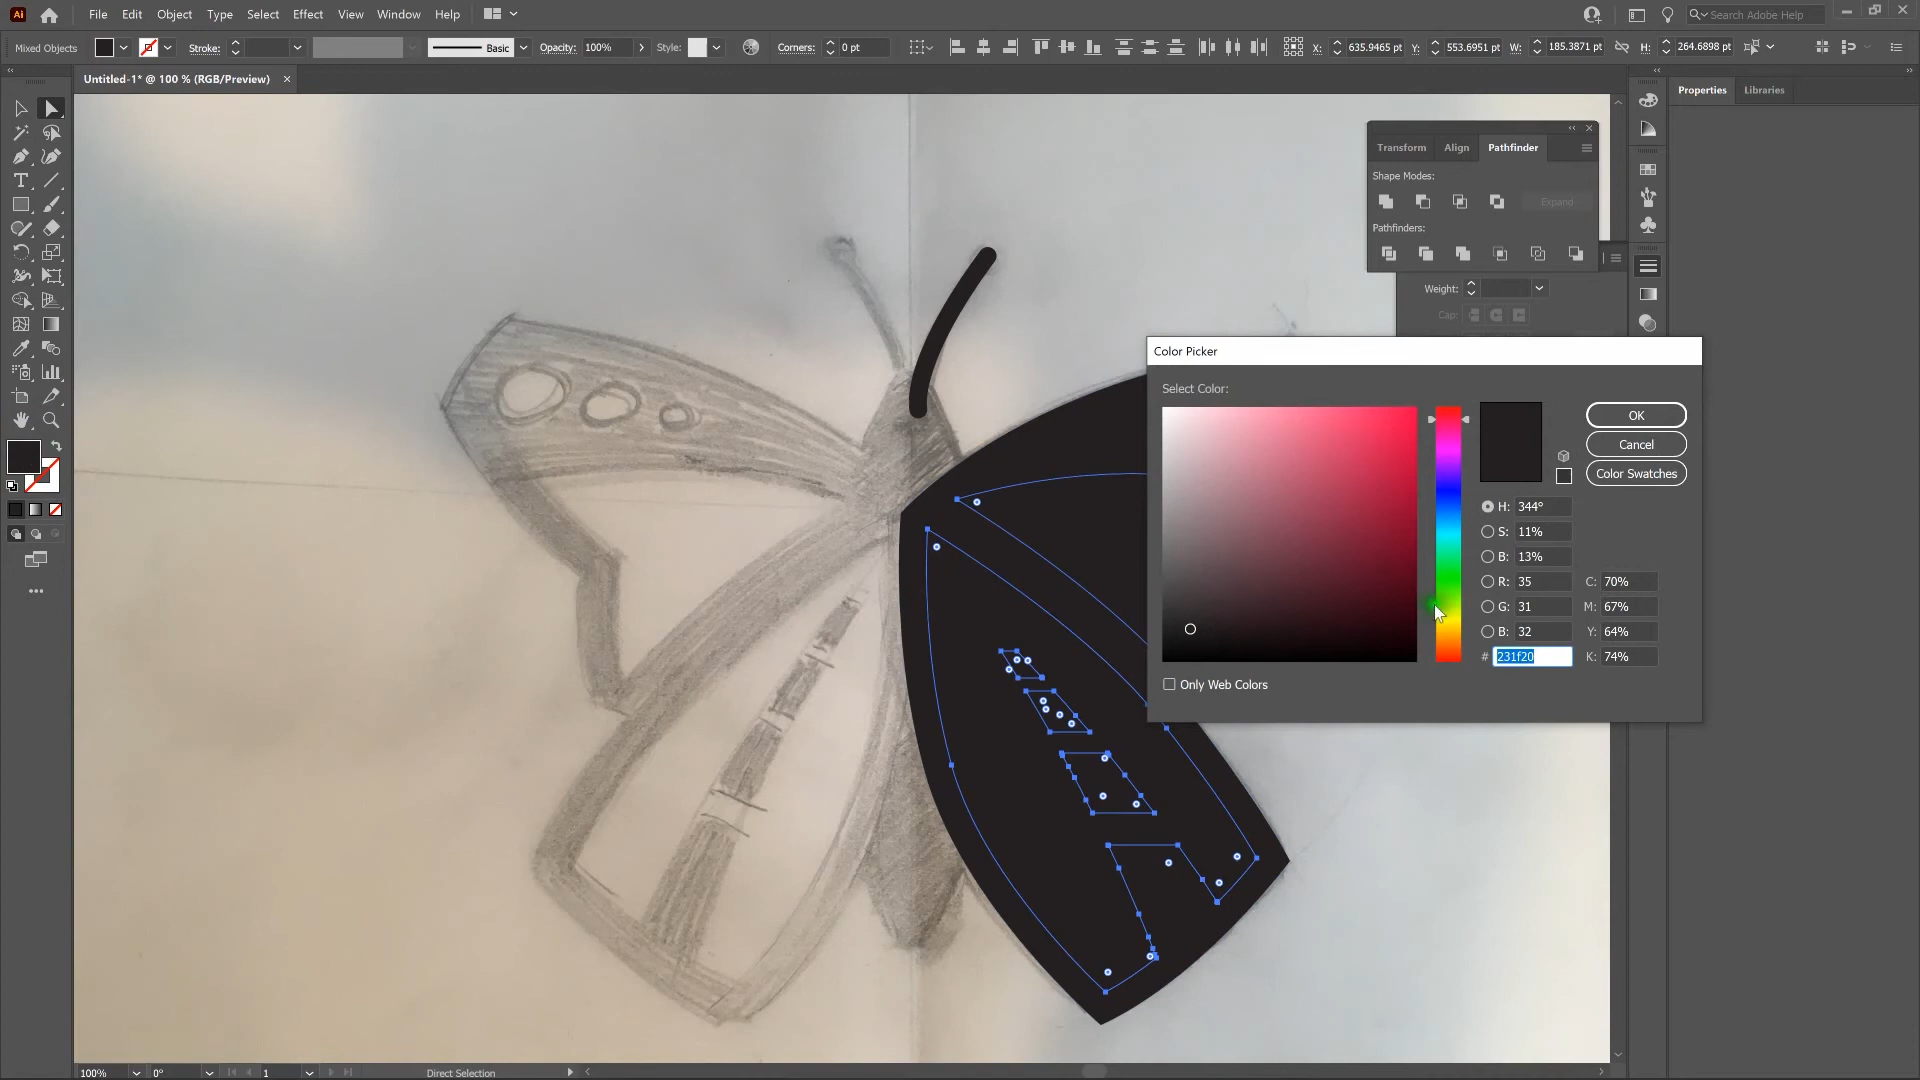 Ai File Edit Object Type Select Effect View Window Help Search Adobe Help
Mixed Objects Stroke: Basic Opacity: 100% Style: Corners: 0 pt X: 635.9465 pt Y: 553.6951 pt W: 185.3871 pt H: 264.6898 pt
Untitled-1* @ 100 % (RGB/Preview)
Properties Libraries
Transform Align Pathfinder
Shape Modes:
Expand
Pathfinders:
Weight:
Cap:
Color Picker
Select Color:
OK
Cancel
Color Swatches
H: 344°
S: 11%
B: 13%
R: 35 C: 70%
G: 31 M: 67%
B: 32 Y: 64%
# 231f20 K: 74%
Only Web Colors
100% 0° 1 Direct Selection